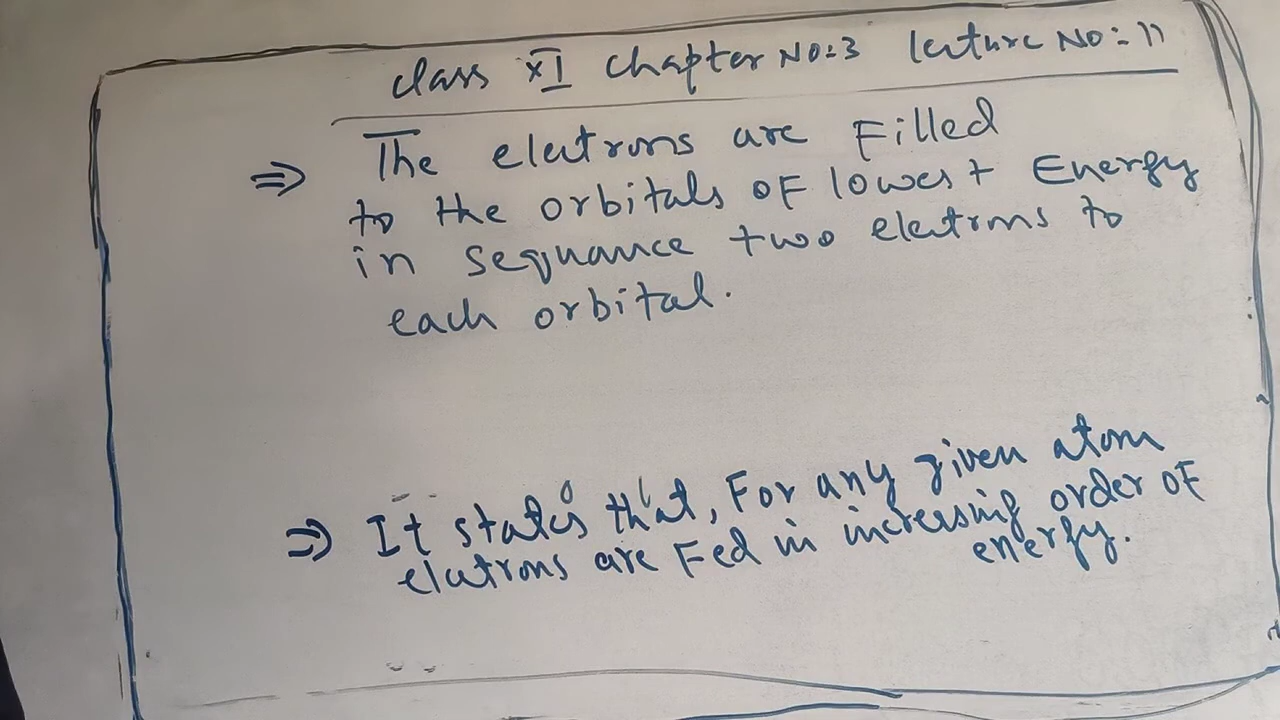 class XI chapter NO:3 lecture NO:- 11
⇒ The electrons are Filled
to the orbitals OF lowest Energy
in sequance two electrons to
each orbital.
⇒ It states that, For any given atom
electrons are Fed in increasing order OF
energy.